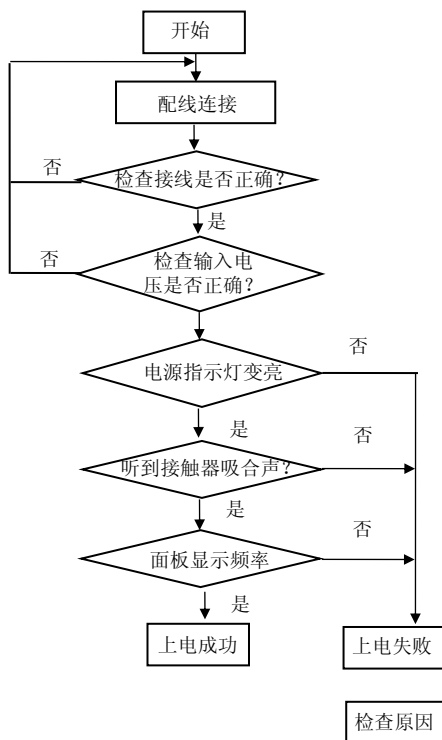 开始
配线连接
否
检查接线是否正确?
是
否
检查输入电
压是否正确?
否
电源指示灯变亮
是
否
听到接触器吸合声?
是
否
面板显示频率
是
上电成功
上电失败
检查原因